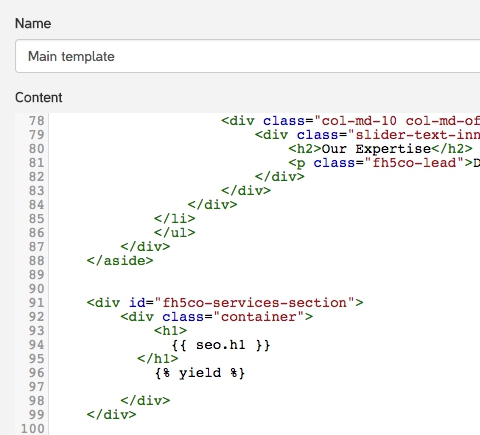 Name
Main template
Content
78 <div class="col-md-10 col-md-of
79 <div class="slider-text-inn
80 <h2>Our Expertise</h2>
81 <p class="fh5co-lead">D
82 </div>
83 </div>
84 </div>
85 </li>
86 </ul>
87 </div>
88 </aside>
89
90
91 <div id="fh5co-services-section">
92 <div class="container">
93 <h1>
94 {{ seo.h1 }}
95 </h1>
96 {% yield %}
97
98 </div>
99 </div>
100